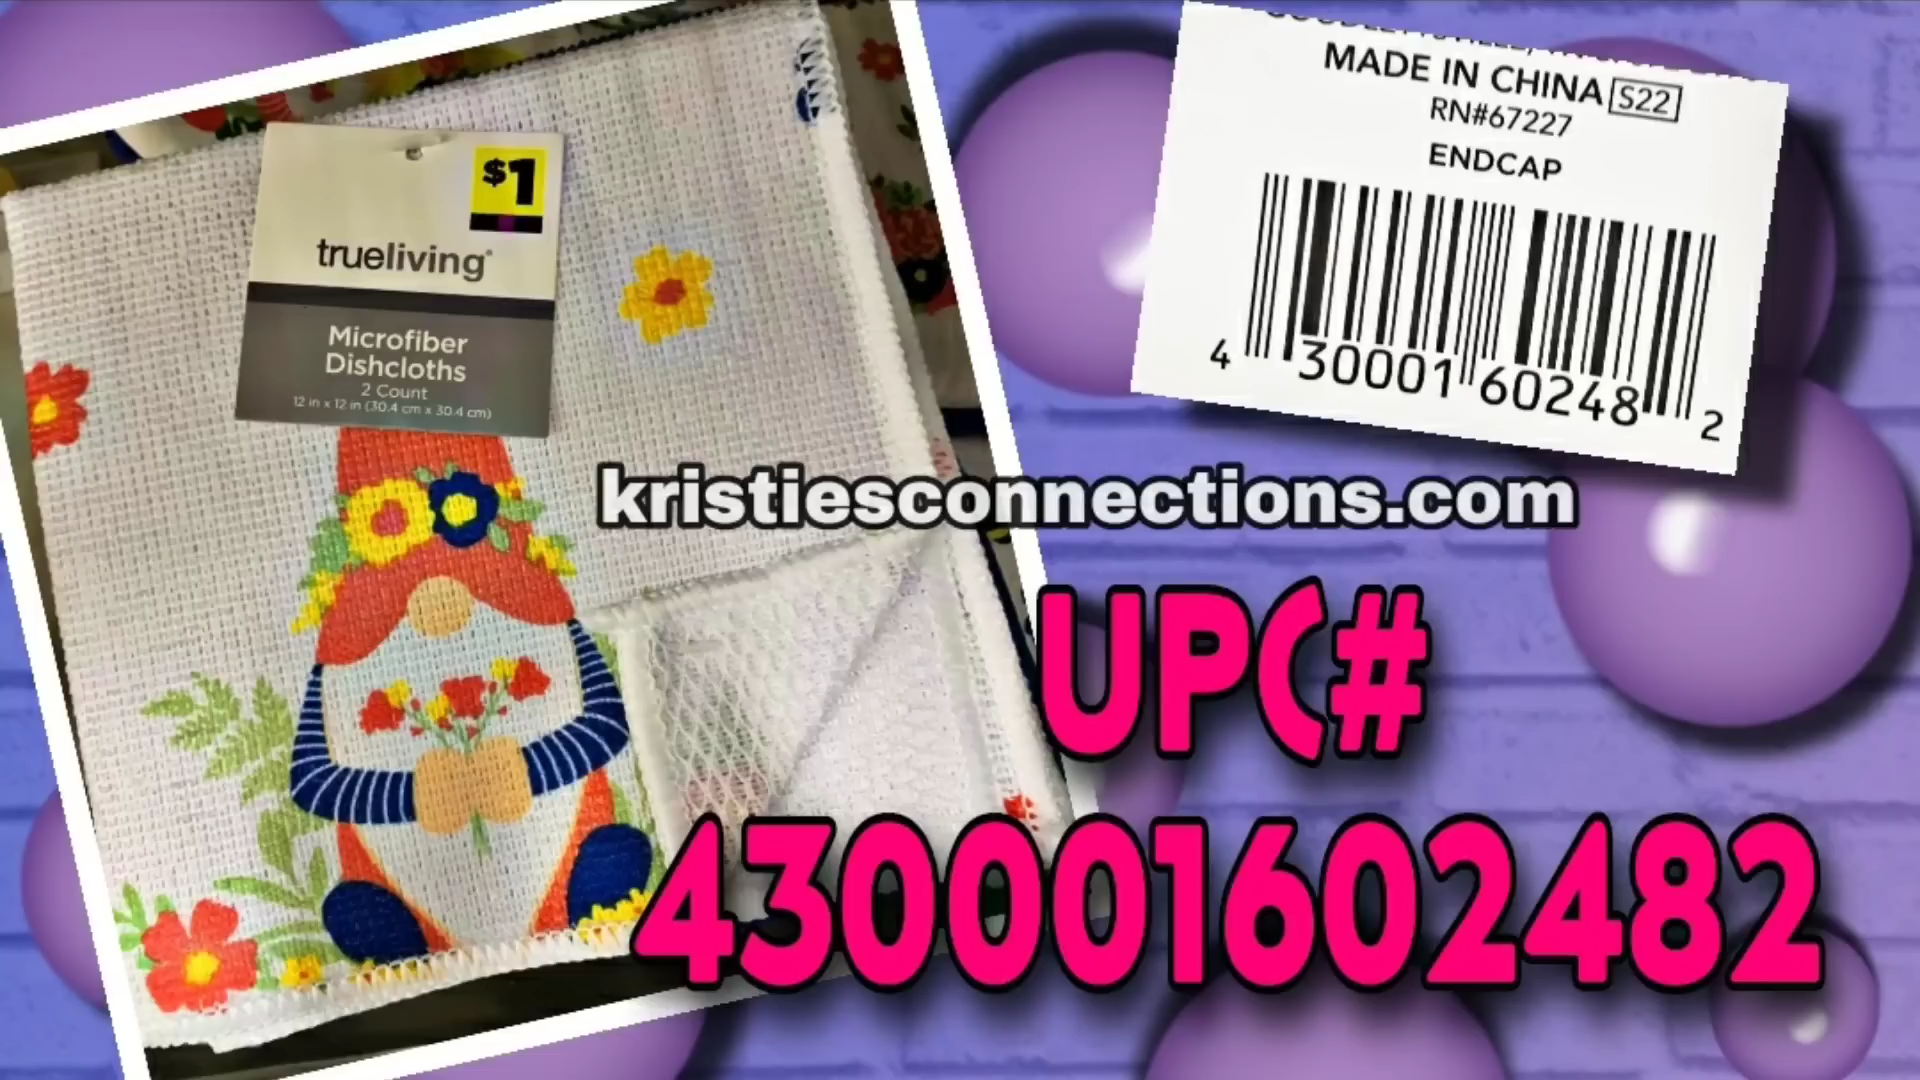 $1
trueliving
Microfiber
Dishcloths
2 Count
12 in x 12 in (30.4 cm x 30.4 cm)
MADE IN CHINA S22
RN#67227
ENDCAP
4 30001 60248 2
kristiesconnections.com
UPC#
430001602482